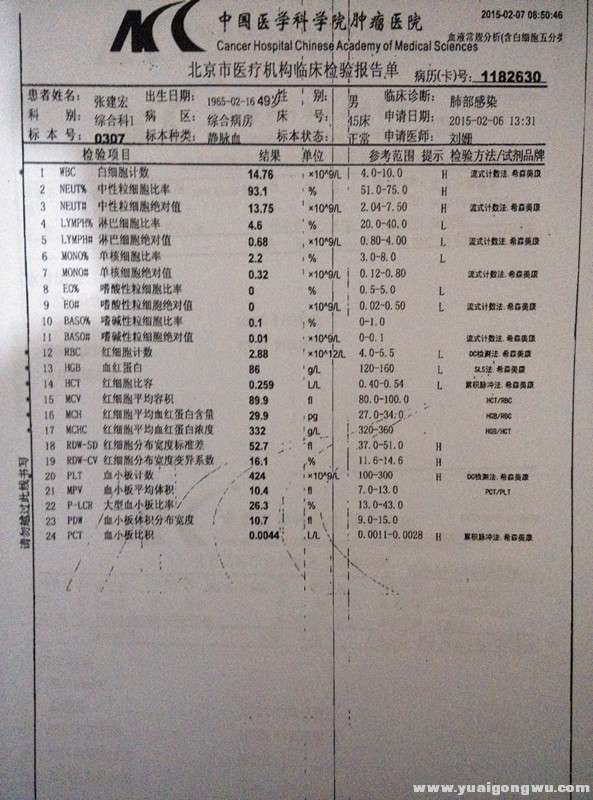 中国医学科学院肿瘤医院
Cancer Hospital Chinese Academy of Medical Sciences
2015-02-07 08:50:46
血液常规分析(含白细胞五分类
北京市医疗机构临床检验报告单 病历(卡)号: 1182630
患者姓名: 张建宏 出生日期: 1965-02-16 49岁 性 别: 男 临床诊断: 肺部感染
科 别: 综合科1 病 区: 综合病房 床 号: 45床 申请日期: 2015-02-06 13:31
标 本 号: 0307 标本种类: 静脉血 标本状态: 正常 申请医师: 刘姗
检验项目 结果 单位 参考范围 提示 检验方法/试剂品牌
1 WBC 白细胞计数 14.76 ×10^9/L 4.0-10.0 H 流式计数法.希森美康
2 NEUT% 中性粒细胞比率 93.1 % 51.0-75.0 H
3 NEUT# 中性粒细胞绝对值 13.75 ×10^9/L 2.04-7.50 H 流式计数法.希森美康
4 LYMPH% 淋巴细胞比率 4.6 % 20.0-40.0 L
5 LYMPH# 淋巴细胞绝对值 0.68 ×10^9/L 0.80-4.00 L 流式计数法.希森美康
6 MONO% 单核细胞比率 2.2 % 3.0-8.0 L
7 MONO# 单核细胞绝对值 0.32 ×10^9/L 0.12-0.80 流式计数法.希森美康
8 EO% 嗜酸性粒细胞比率 0 % 0.5-5.0 L
9 EO# 嗜酸性粒细胞绝对值 0 ×10^9/L 0.02-0.50 L 流式计数法.希森美康
10 BASO% 嗜碱性粒细胞比率 0.1 % 0-1.0
11 BASO# 嗜碱性粒细胞绝对值 0.01 ×10^9/L 0-0.1 流式计数法.希森美康
12 RBC 红细胞计数 2.88 ×10^12/L 4.0-5.5 L DC检测法.希森美康
13 HGB 血红蛋白 86 g/L 120-160 L SLS法.希森美康
14 HCT 红细胞比容 0.259 L/L 0.40-0.54 L 累积脉冲法.希森美康
15 MCV 红细胞平均容积 89.9 fl 80.0-100.0 HCT/RBC
16 MCH 红细胞平均血红蛋白含量 29.9 pg 27.0-34.0 HGB/RBC
17 MCHC 红细胞平均血红蛋白浓度 332 g/L 320-360 HGB/HCT
18 RDW-SD 红细胞分布宽度标准差 52.7 fl 37.0-51.0 H
19 RDW-CV 红细胞分布宽度变异系数 16.1 % 11.6-14.6 H
20 PLT 血小板计数 424 ×10^9/L 100-300 H DC检测法.希森美康
21 MPV 血小板平均体积 10.4 fl 7.0-13.0 PCT/PLT
22 P-LCR 大型血小板比率 26.3 % 13.0-43.0
23 PDW 血小板体积分布宽度 10.7 fl 9.0-15.0
24 PCT 血小板比积 0.0044 L/L 0.0011-0.0028 H 累积脉冲法.希森美康
请勿越过此线书写
www.yuaigongwu.com